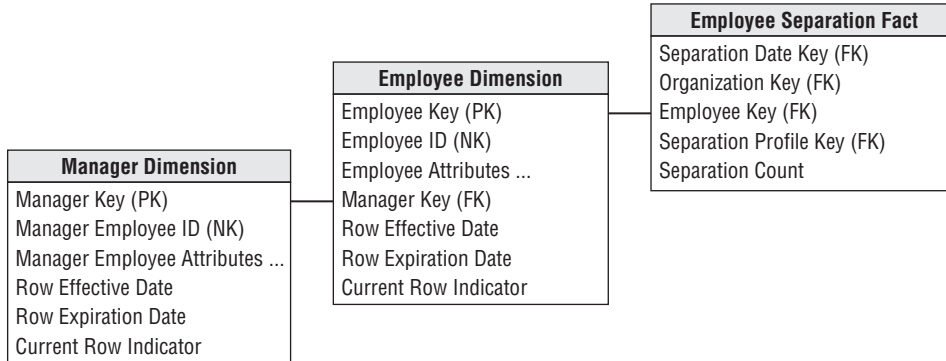 Manager Dimension
Manager Key (PK)
Manager Employee ID (NK)
Manager Employee Attributes ...
Row Effective Date
Row Expiration Date
Current Row Indicator
Employee Dimension
Employee Key (PK)
Employee ID (NK)
Employee Attributes ...
Manager Key (FK)
Row Effective Date
Row Expiration Date
Current Row Indicator
Employee Separation Fact
Separation Date Key (FK)
Organization Key (FK)
Employee Key (FK)
Separation Profile Key (FK)
Separation Count